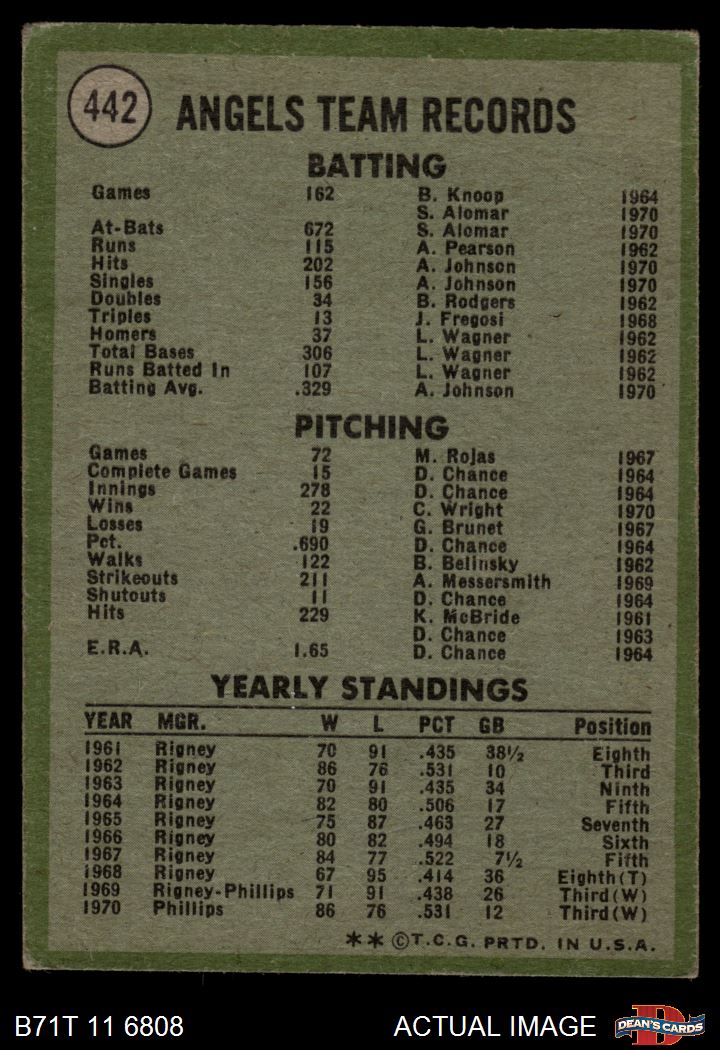 442 ANGELS TEAM RECORDS
BATTING
Games 162 B. Knoop 1964
S. Alomar 1970
At-Bats 672 S. Alomar 1970
Runs 115 A. Pearson 1962
Hits 202 A. Johnson 1970
Singles 156 A. Johnson 1970
Doubles 34 B. Rodgers 1962
Triples 13 J. Fregosi 1968
Homers 37 L. Wagner 1962
Total Bases 306 L. Wagner 1962
Runs Batted In 107 L. Wagner 1962
Batting Avg. .329 A. Johnson 1970
PITCHING
Games 72 M. Rojas 1967
Complete Games 15 D. Chance 1964
Innings 278 D. Chance 1964
Wins 22 C. Wright 1970
Losses 19 G. Brunet 1967
Pct. .690 D. Chance 1964
Walks 122 B. Belinsky 1962
Strikeouts 211 A. Messersmith 1969
Shutouts 11 D. Chance 1964
Hits 229 K. McBride 1961
D. Chance 1963
E.R.A. 1.65 D. Chance 1964
YEARLY STANDINGS
YEAR MGR. W L PCT GB Position
1961 Rigney 70 91 .435 38½ Eighth
1962 Rigney 86 76 .531 10 Third
1963 Rigney 70 91 .435 34 Ninth
1964 Rigney 82 80 .506 17 Fifth
1965 Rigney 75 87 .463 27 Seventh
1966 Rigney 80 82 .494 18 Sixth
1967 Rigney 84 77 .522 7½ Fifth
1968 Rigney 67 95 .414 36 Eighth(T)
1969 Rigney-Phillips 71 91 .438 26 Third(W)
1970 Phillips 86 76 .531 12 Third(W)
** ©T.C.G. PRTD. IN U.S.A.
B71T 11 6808 ACTUAL IMAGE D DEAN'S CARDS